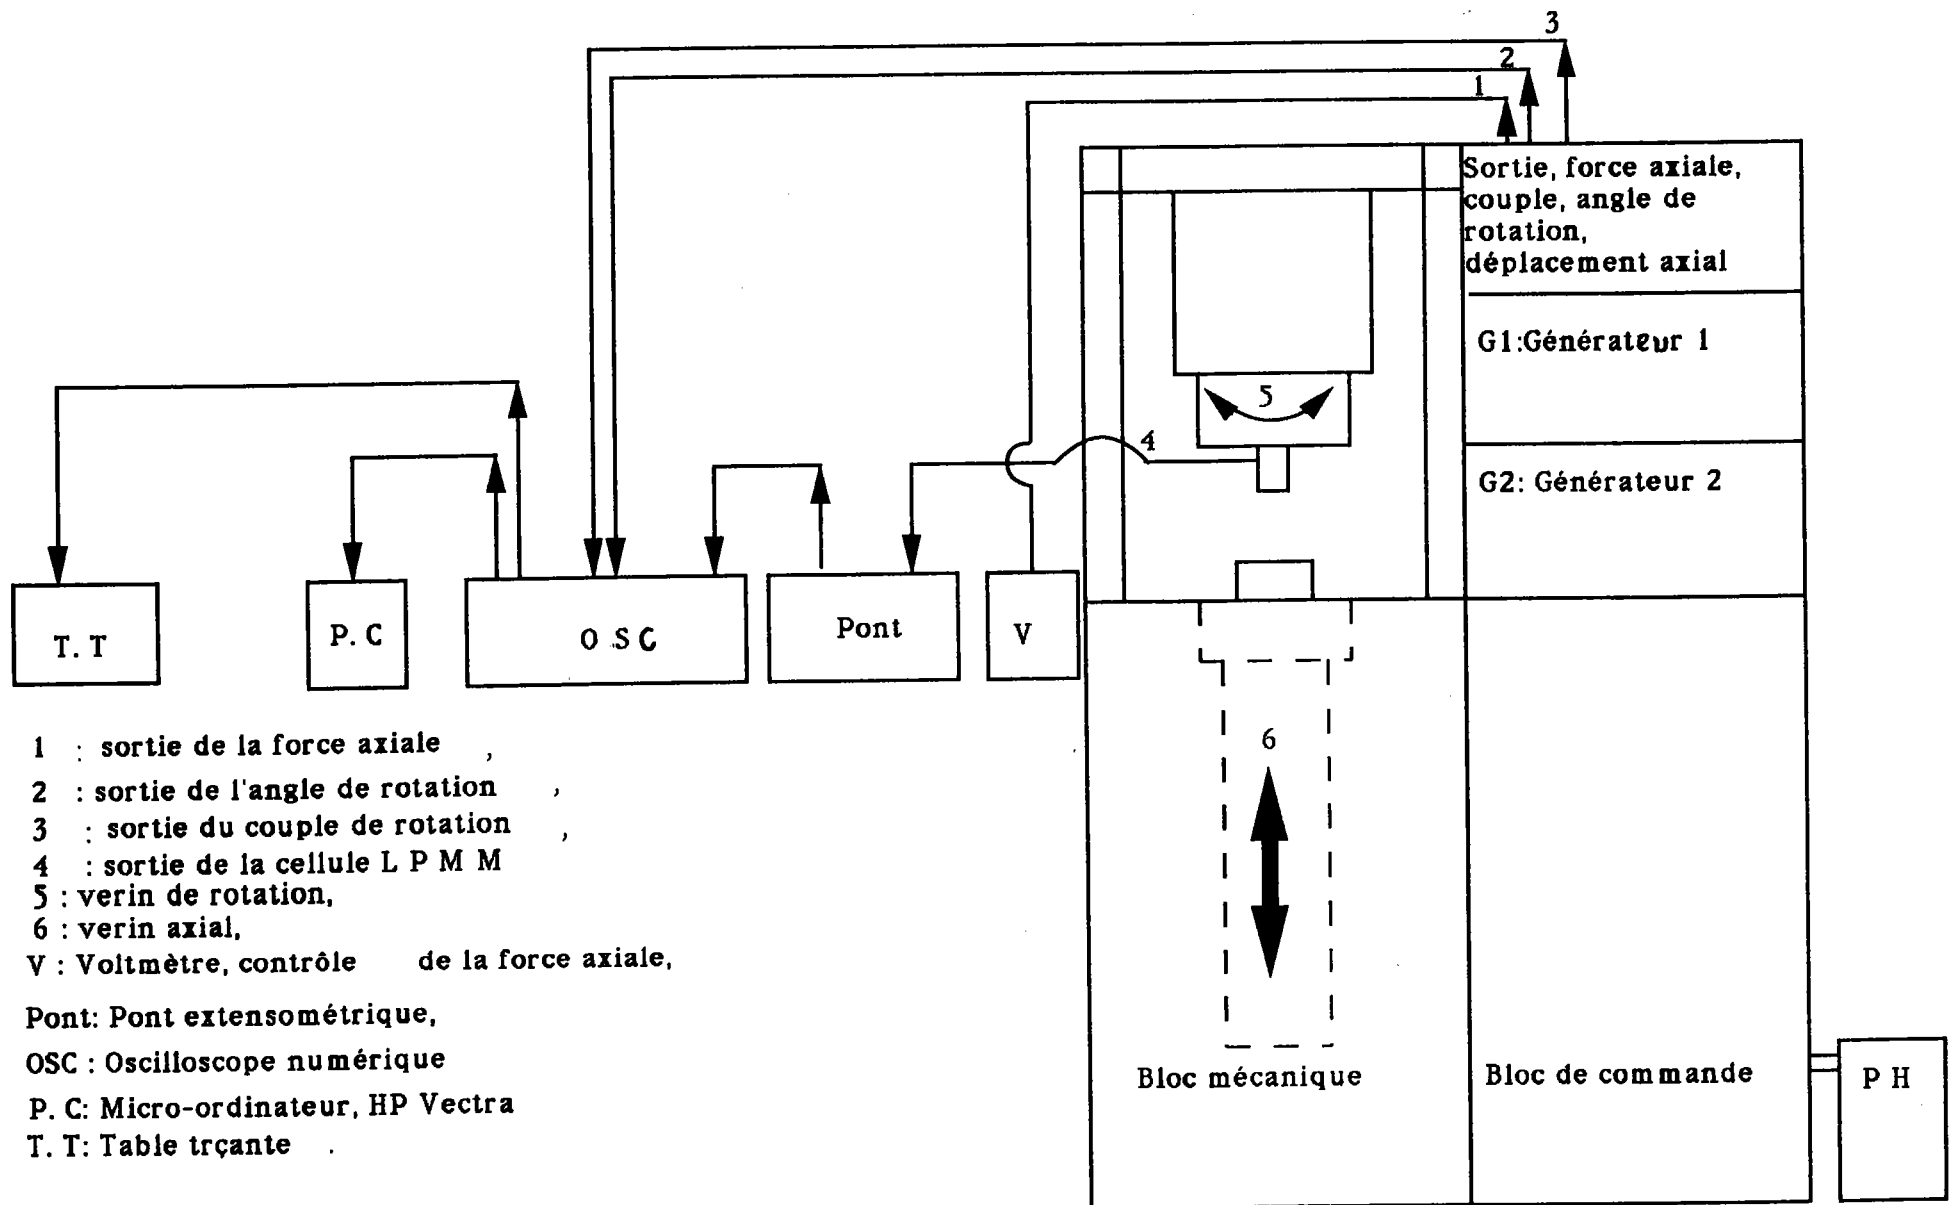 3
2
1
Sortie, force axiale,
couple, angle de
rotation,
déplacement axial
G1:Générateur 1
5
4
G2: Générateur 2
T. T
P. C
O S C
Pont
V
6
1 : sortie de la force axiale ,
2 : sortie de l'angle de rotation ,
3 : sortie du couple de rotation ,
4 : sortie de la cellule L P M M
5 : verin de rotation,
6 : verin axial,
V : Voltmètre, contrôle de la force axiale,
Pont: Pont extensométrique,
OSC : Oscilloscope numérique
P. C: Micro-ordinateur, HP Vectra
T. T: Table trçante .
Bloc mécanique
Bloc de commande
P H